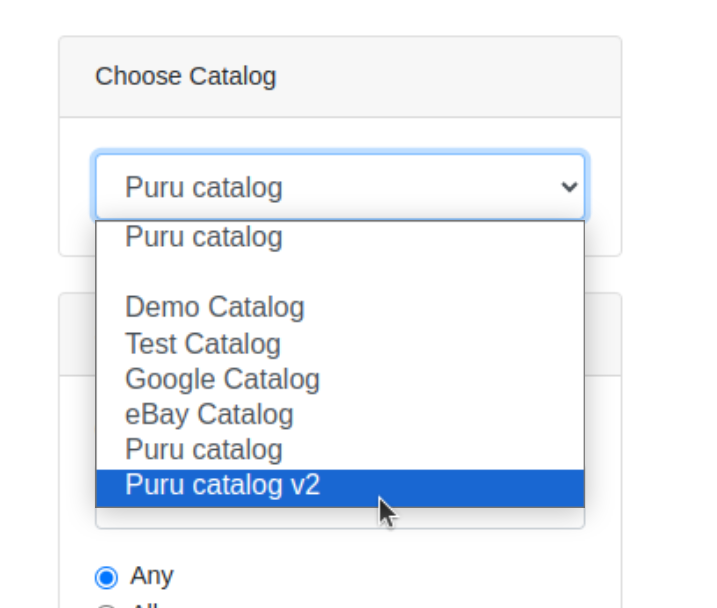 Choose Catalog
Puru catalog
Puru catalog
Demo Catalog
Test Catalog
Google Catalog
eBay Catalog
Puru catalog
Puru catalog v2
Any